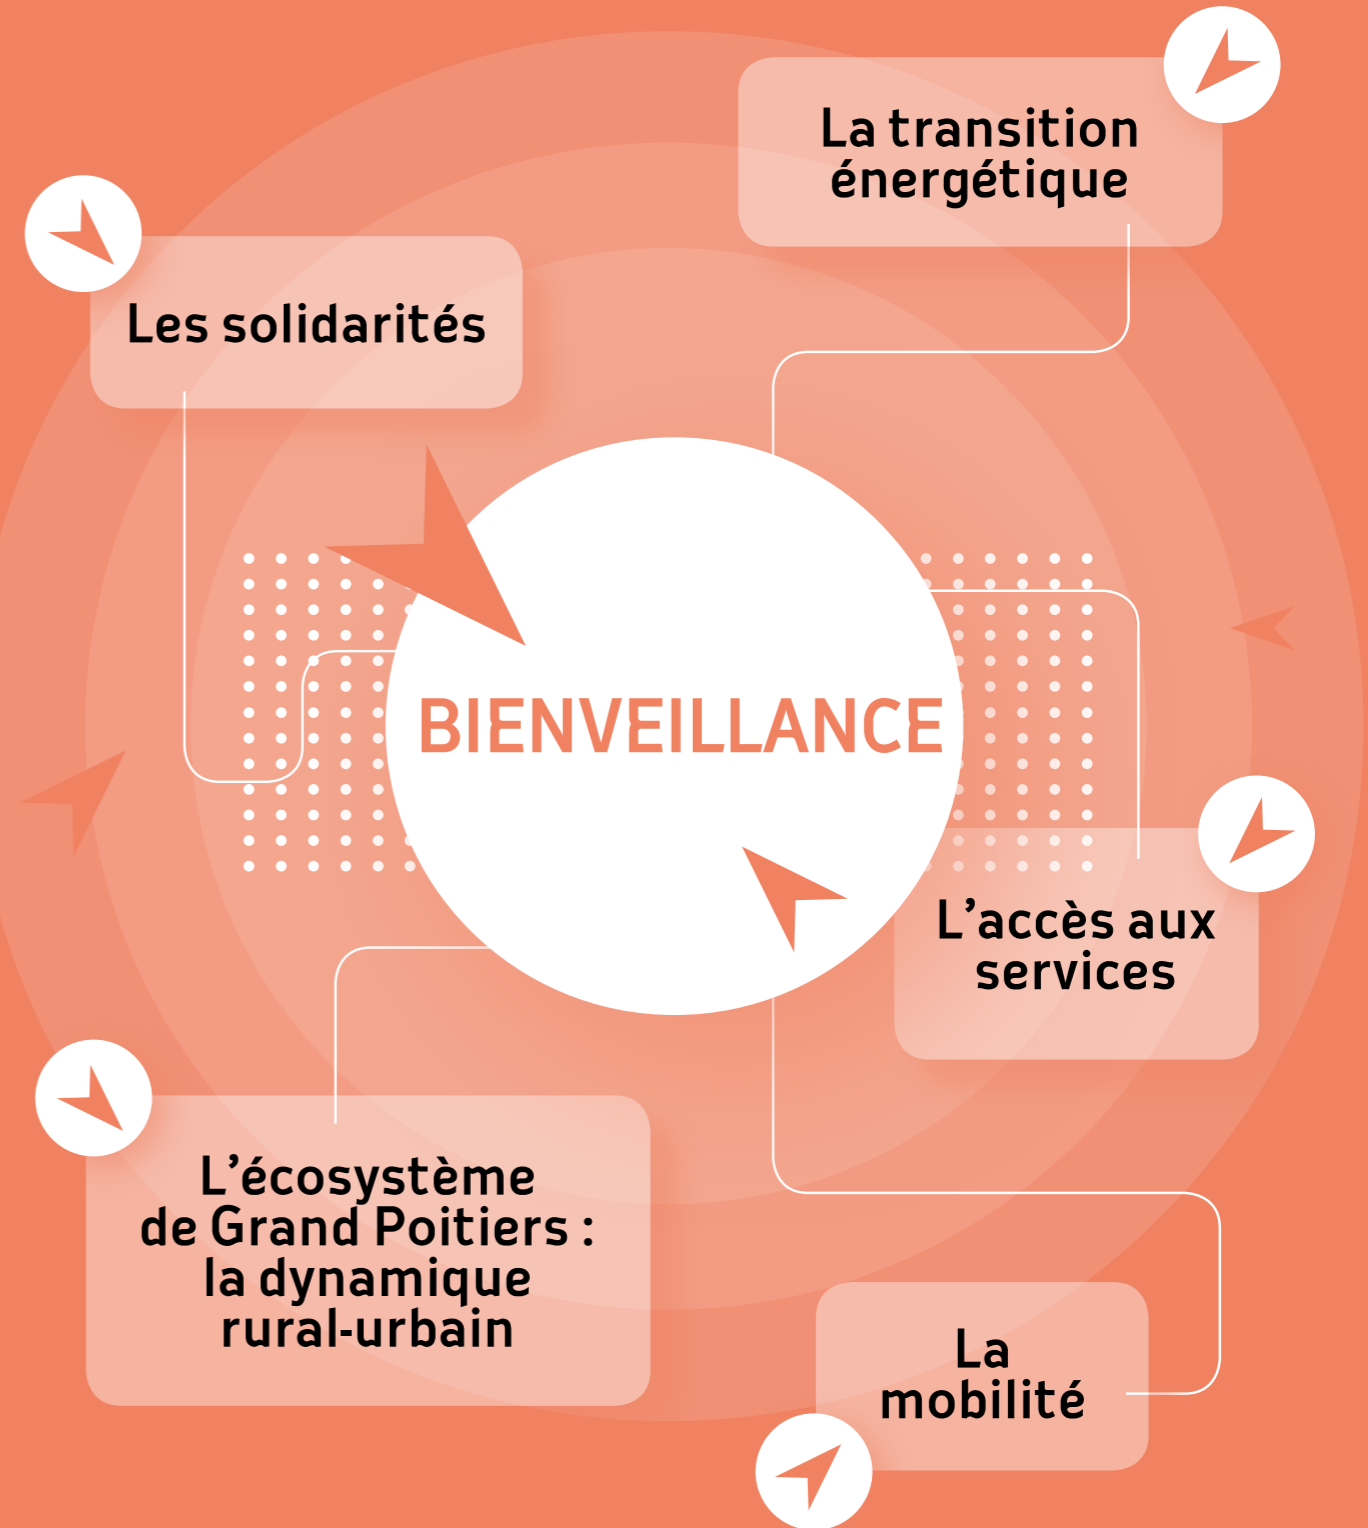 La transition
énergétique
Les solidarités
BIENVEILLANCE
L’accès aux
services
L’écosystème
de Grand Poitiers :
la dynamique
rural-urbain
La
mobilité